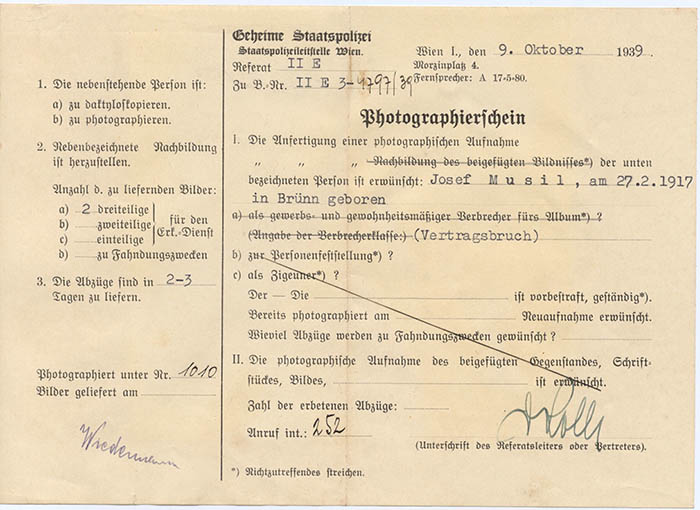 Geheime Staatspolizei
Staatspolizeileitstelle Wien.
Referat II E
Zu B.-Nr. II E 3-4797/39
Wien I., den 9. Oktober 1939.
Morzinplatz 4.
Fernsprecher: A 17-5-80.
1. Die nebenstehende Person ist:
a) zu daktyloskopieren.
b) zu photographieren.
2. Nebenbezeichnete Nachbildung
ist herzustellen.
Anzahl d. zu liefernden Bilder:
a) 2 dreiteilige
b) zweiteilige
c) einteilige
für den
Erk.-Dienst
d) zu Fahndungszwecken
3. Die Abzüge sind in 2-3
Tagen zu liefern.
Photographiert unter Nr. 1010
Bilder geliefert am
Wiedermann
Photographierschein
I. Die Anfertigung einer photographischen Aufnahme
„ „ „ Nachbildung des beigefügten Bildnisses*) der unten
bezeichneten Person ist erwünscht: Josef Musil, am 27.2.1917
in Brünn geboren
a) als gewerbs- und gewohnheitsmäßiger Verbrecher fürs Album*) ?
(Angabe der Verbrecherklasse:) (Vertragsbruch)
b) zur Personenfeststellung*) ?
c) als Zigeuner*) ?
Der — Die ist vorbestraft, geständig*).
Bereits photographiert am Neuaufnahme erwünscht.
Wieviel Abzüge werden zu Fahndungszwecken gewünscht ?
II. Die photographische Aufnahme des beigefügten Gegenstandes, Schrift-
stückes, Bildes, ist erwünscht.
Zahl der erbetenen Abzüge:
Anruf int.: 252
(Unterschrift des Referatsleiters oder Vertreters).
*) Nichtzutreffendes streichen.